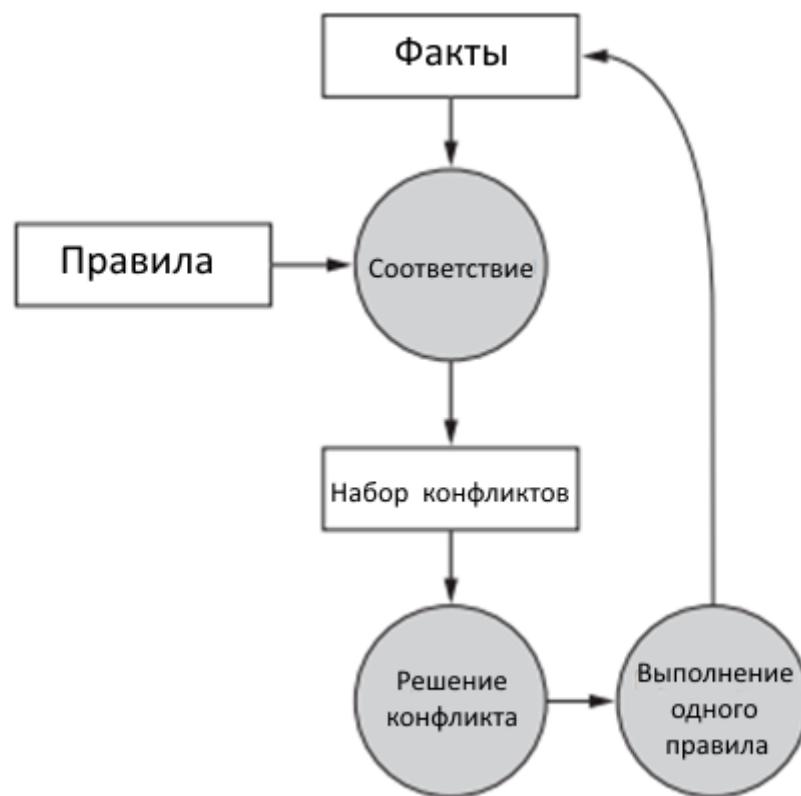 Факты
Правила
Соответствие
Набор конфликтов
Решение
конфликта
Выполнение
одного
правила